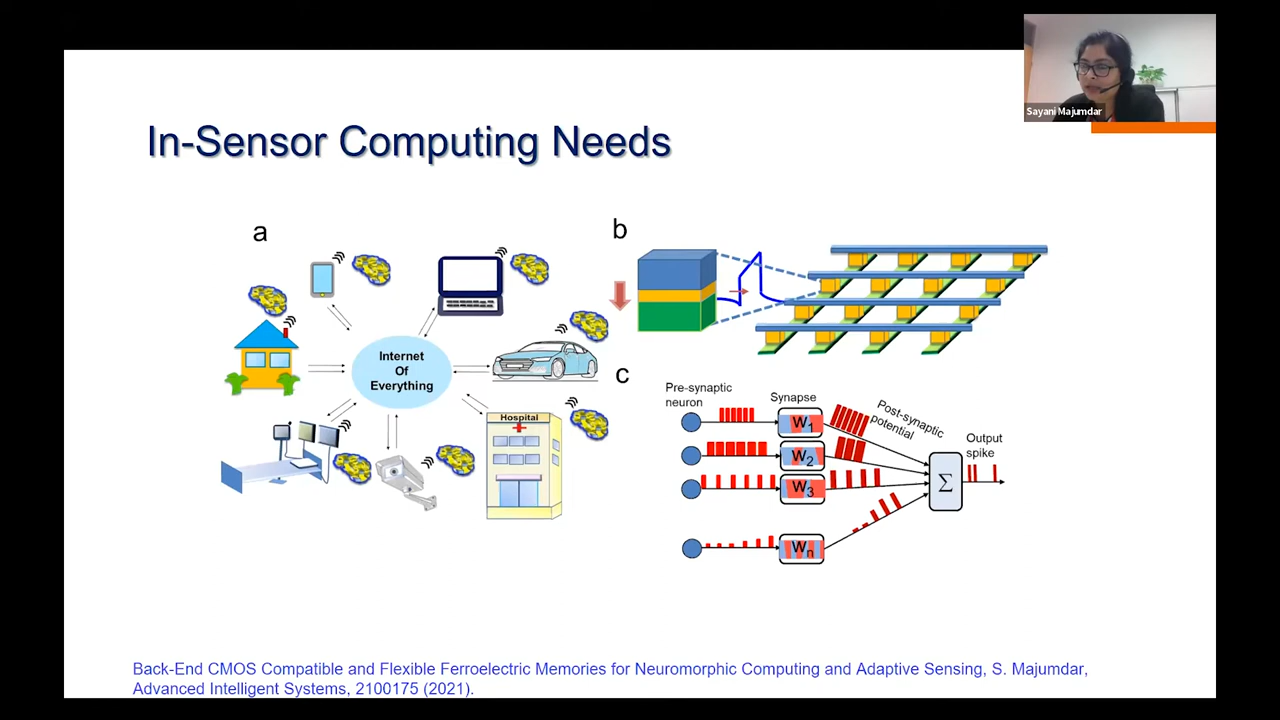 Sayani Majumdar
In-Sensor Computing Needs
a
Internet
Of
Everything
Hospital
b
c
Pre-synaptic
neuron
Synapse
Post-synaptic
potential
Output
spike
W1
W2
W3
Wn
Σ
Back-End CMOS Compatible and Flexible Ferroelectric Memories for Neuromorphic Computing and Adaptive Sensing, S. Majumdar,
Advanced Intelligent Systems, 2100175 (2021).